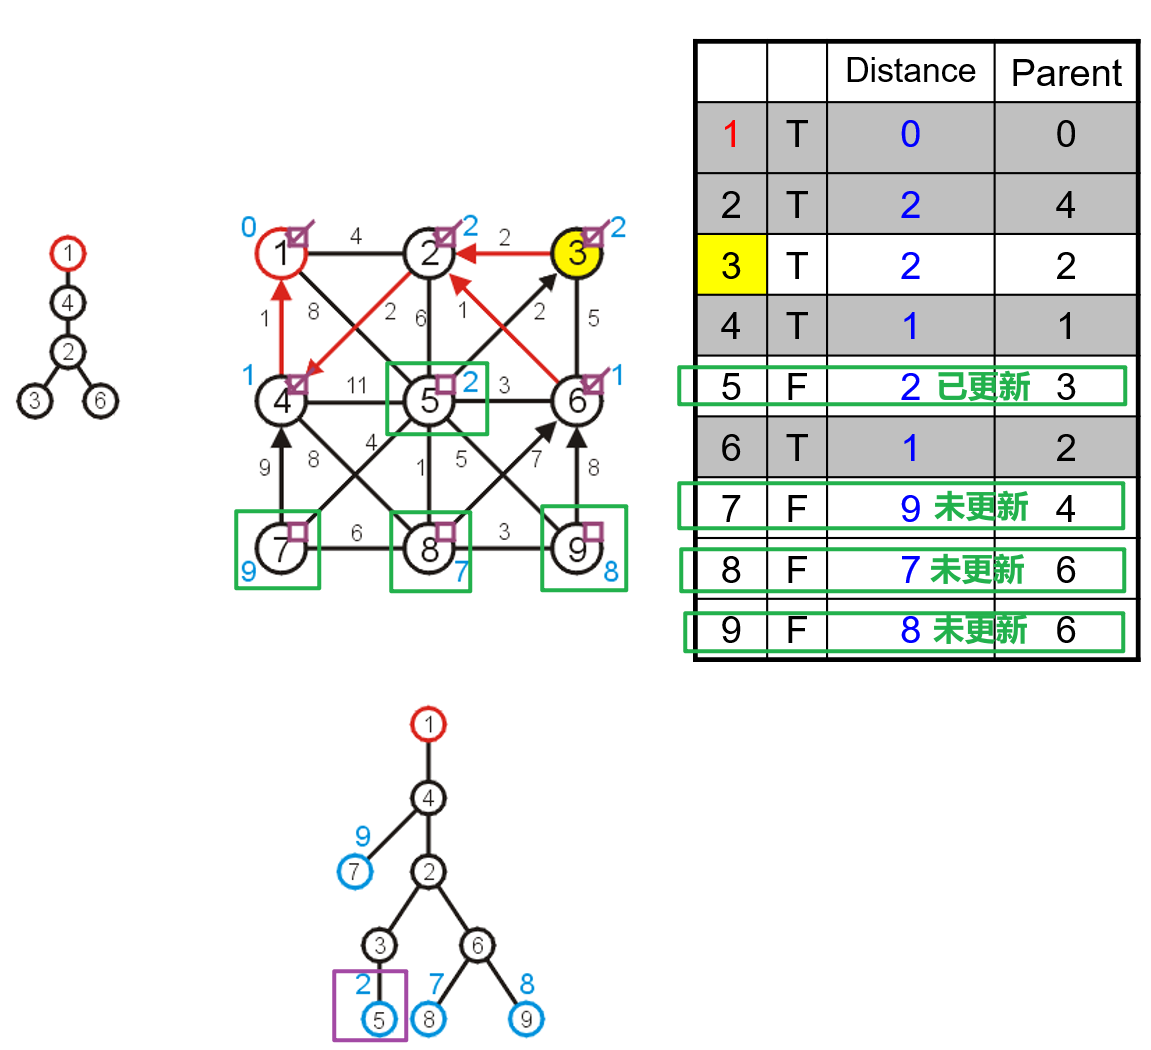 Distance Parent
1 T 0 0
2 T 2 4
3 T 2 2
4 T 1 1
5 F 2 已更新 3
6 T 1 2
7 F 9 未更新 4
8 F 7 未更新 6
9 F 8 未更新 6
1
4
2
3 6
0 2 2
1 4 2 2 3
1 8 2 6 1 2 5
1 2 1
4 11 5 3 6
9 8 4 1 5 7 8
7 6 8 3 9
9 7 8
1
4
9
7 2
3 6
2 7 8
5 8 9